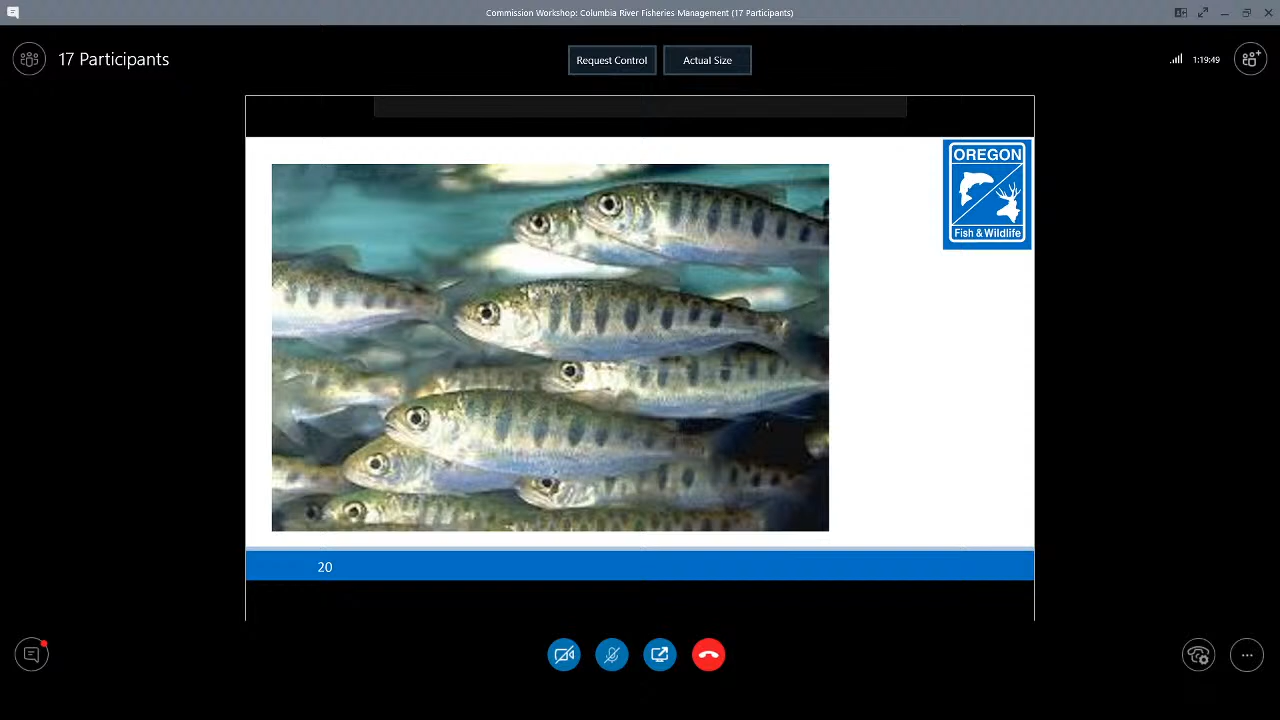 Commission Workshop: Columbia River Fisheries Management (17 Participants)
17 Participants
Request Control
Actual Size
1:19:49
OREGON
Fish & Wildlife
20